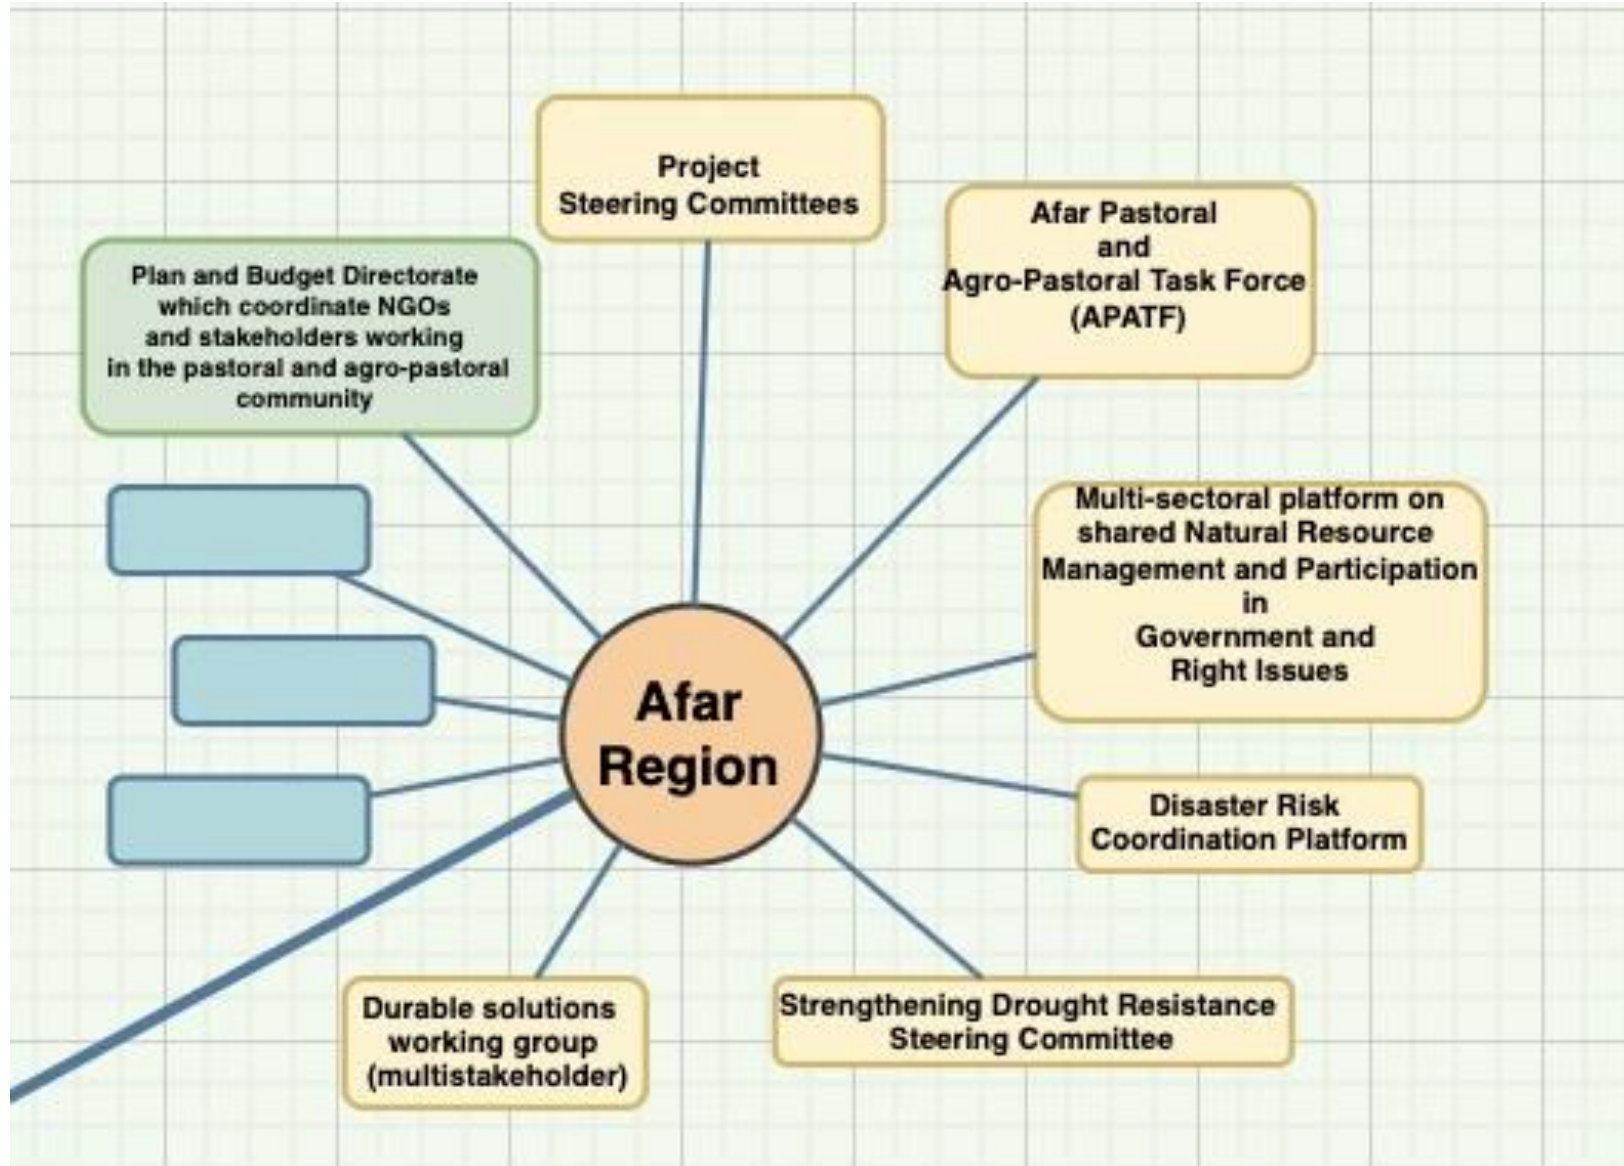 Project
Steering Committees
Afar Pastoral
and
Agro-Pastoral Task Force
(APATF)
Plan and Budget Directorate
which coordinate NGOs
and stakeholders working
in the pastoral and agro-pastoral
community
Multi-sectoral platform on
shared Natural Resource
Management and Participation
in
Government and
Right Issues
Afar
Region
Disaster Risk
Coordination Platform
Durable solutions
working group
(multistakeholder)
Strengthening Drought Resistance
Steering Committee